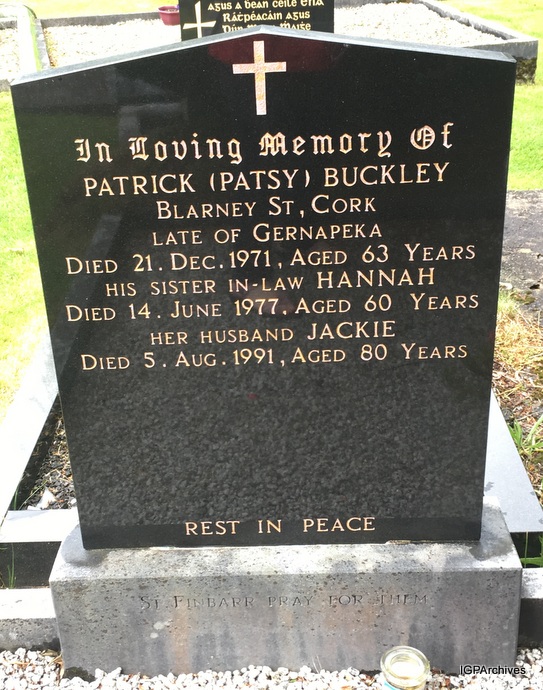 agus a bean céile
Rátpéacáin agus
In Loving Memory Of
PATRICK (PATSY) BUCKLEY
BLARNEY ST, CORK
LATE OF GERNAPEKA
DIED 21. DEC. 1971, AGED 63 YEARS
HIS SISTER IN-LAW HANNAH
DIED 14. JUNE 1977, AGED 60 YEARS
HER HUSBAND JACKIE
DIED 5. AUG. 1991, AGED 80 YEARS
REST IN PEACE
ST. FINBARR PRAY FOR THEM
IGPArchives